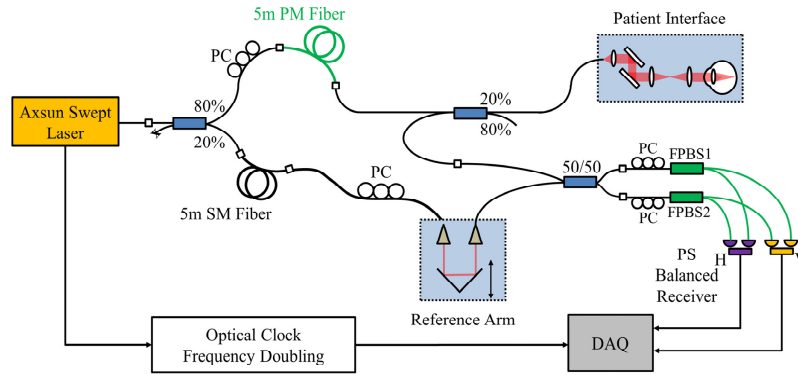 5m PM Fiber
Patient Interface
PC
80%
20%
Axsun Swept
Laser
20%
80%
5m SM Fiber
PC
50/50
PC
FPBS1
PC
FPBS2
H
PS
Balanced
Receiver
Reference Arm
Optical Clock
Frequency Doubling
DAQ